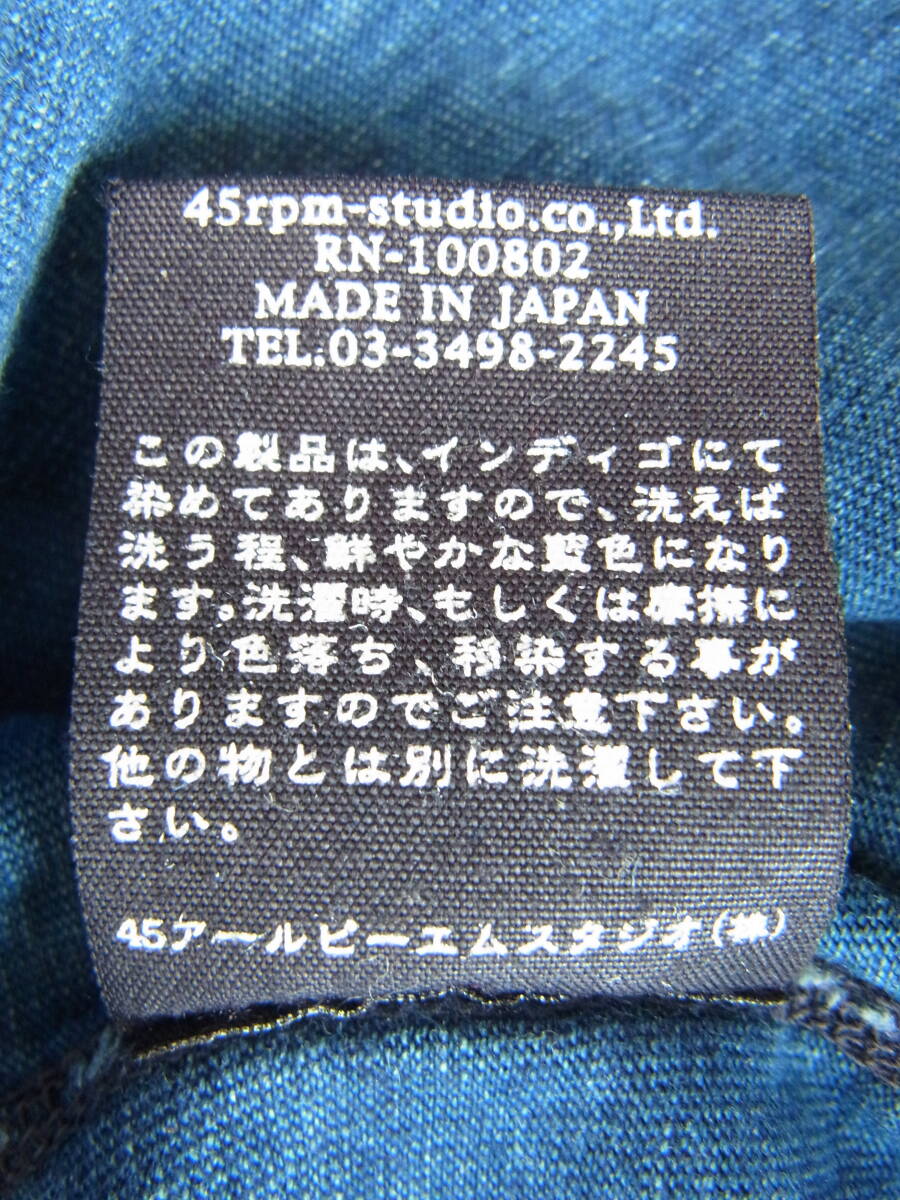 45rpm-studio.co.,Ltd.
RN-100802
MADE IN JAPAN
TEL:03-3498-2245
この製品は、インディゴにて
染めてありますので、洗えば
洗う程、鮮やかな藍色になり
ます。洗濯時、もしくは摩擦に
より色落ち、移染する事が
ありますのでご注意下さい。
他の物とは別に洗濯して下
さい。
45アールピーエムスタジオ(株)